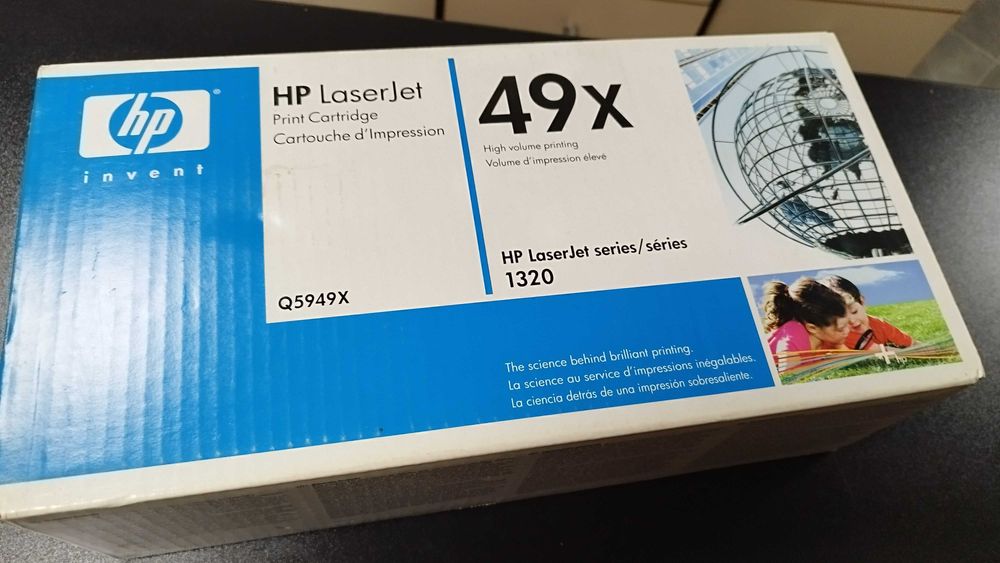 hp®
invent
HP LaserJet
Print Cartridge
Cartouche d'Impression
Q5949X
49X
High volume printing
Volume d'impression élevé
HP LaserJet series/séries
1320
The science behind brilliant printing.
La science au service d'impressions inégalables.
La ciencia detrás de una impresión sobresaliente.
+ hp